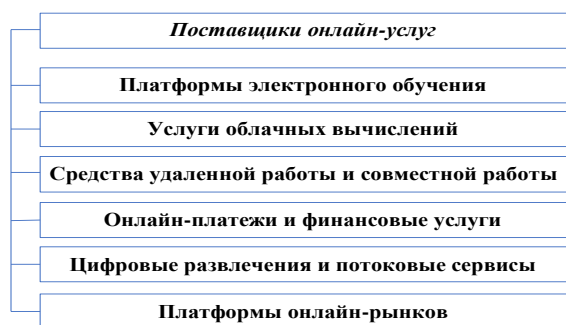 Поставщики онлайн-услуг
Платформы электронного обучения
Услуги облачных вычислений
Средства удаленной работы и совместной работы
Онлайн-платежи и финансовые услуги
Цифровые развлечения и потоковые сервисы
Платформы онлайн-рынков